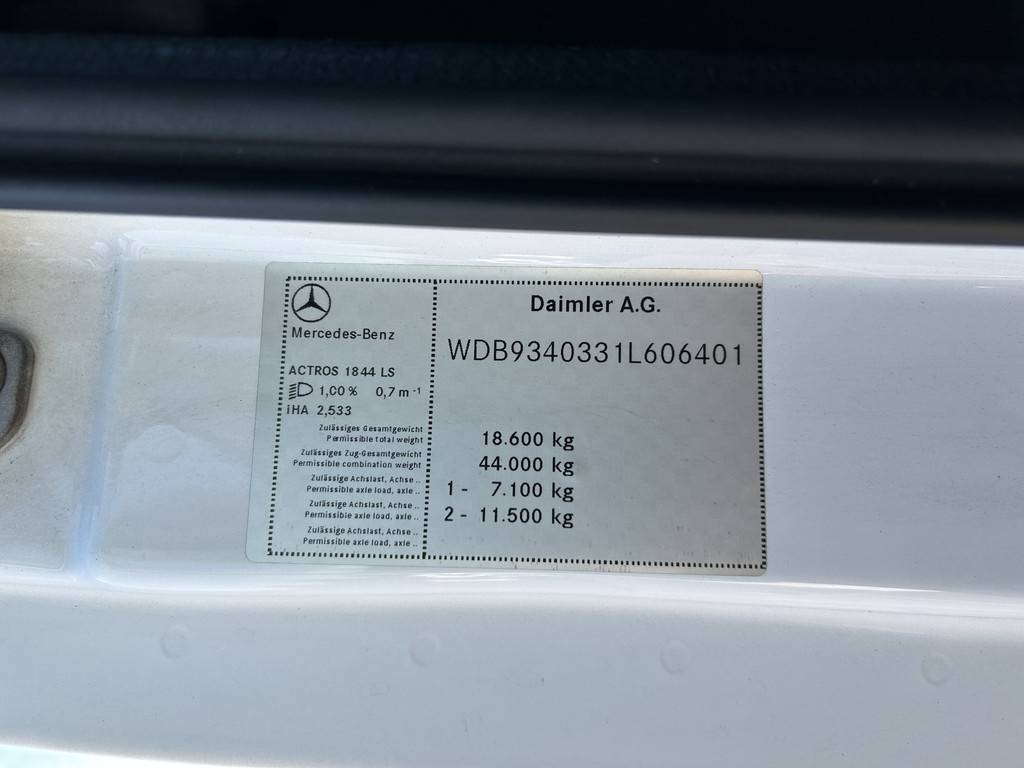 Daimler A.G.
Mercedes-Benz
WDB9340331L606401
ACTROS 1844 LS
1,00 % 0,7 m -1
iHA 2,533
Zulässiges Gesamtgewicht
Permissible total weight 18.600 kg
Zulässiges Zug-Gesamtgewicht
Permissible combination weight 44.000 kg
Zulässige Achslast, Achse ..
Permissible axle load, axle .. 1 - 7.100 kg
Zulässige Achslast, Achse ..
Permissible axle load, axle .. 2 - 11.500 kg
Zulässige Achslast, Achse ..
Permissible axle load, axle ..